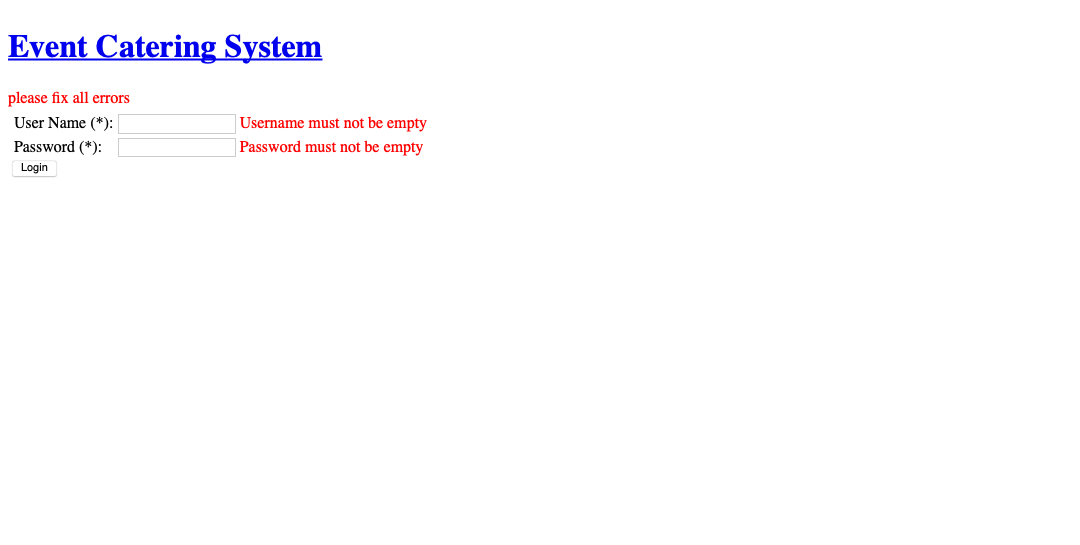 Event Catering System
please fix all errors
User Name (*): Username must not be empty
Password (*): Password must not be empty
Login